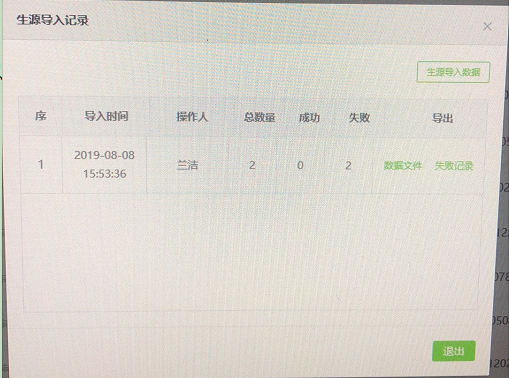 生源导入记录
×
生源导入数据
序 导入时间 操作人 总数量 成功 失败 导出
1 2019-08-08 15:53:36 兰洁 2 0 2 数据文件 失败记录
退出